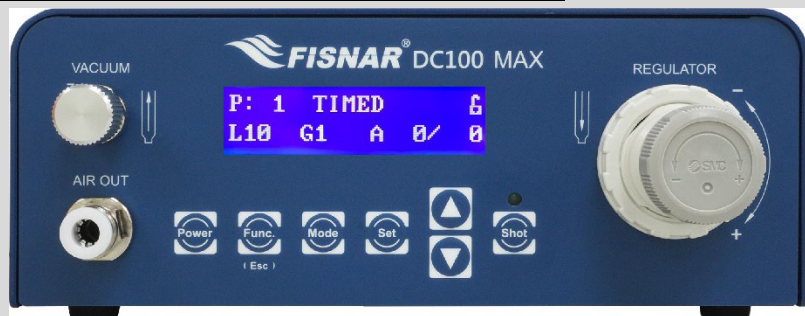 FISNAR® DC100 MAX
VACUUM
REGULATOR
P: 1 TIMED
L10 G1 A 0/ 0
AIR OUT
SVC
- +
-
+
Power
Func.
(Esc)
Mode
Set
Shot